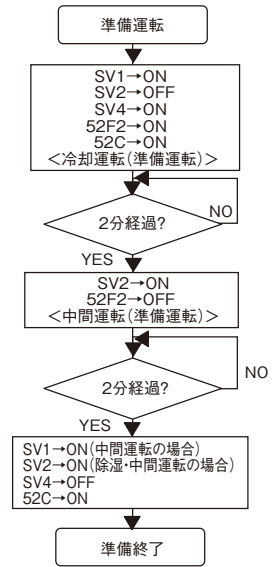 準備運転
SV1→ON
SV2→OFF
SV4→ON
52F2→ON
52C→ON
＜冷却運転(準備運転)＞
NO
2分経過?
YES
SV2→ON
52F2→OFF
＜中間運転(準備運転)＞
NO
2分経過?
YES
SV1→ON(中間運転の場合)
SV2→ON(除湿・中間運転の場合)
SV4→OFF
52C→ON
準備終了